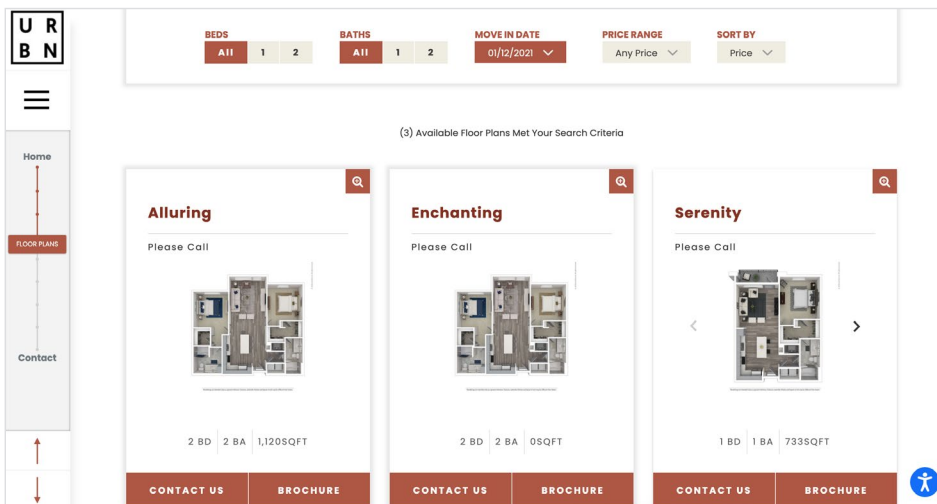 U R
B N
BEDS
All 1 2
BATHS
All 1 2
MOVE IN DATE
01/12/2021
PRICE RANGE
Any Price
SORT BY
Price
Home
FLOOR PLANS
Contact
(3) Available Floor Plans Met Your Search Criteria
Alluring
Please Call
2 BD 2 BA 1,120SQFT
CONTACT US BROCHURE
Enchanting
Please Call
2 BD 2 BA 0SQFT
CONTACT US BROCHURE
Serenity
Please Call
1 BD 1 BA 733SQFT
CONTACT US BROCHURE